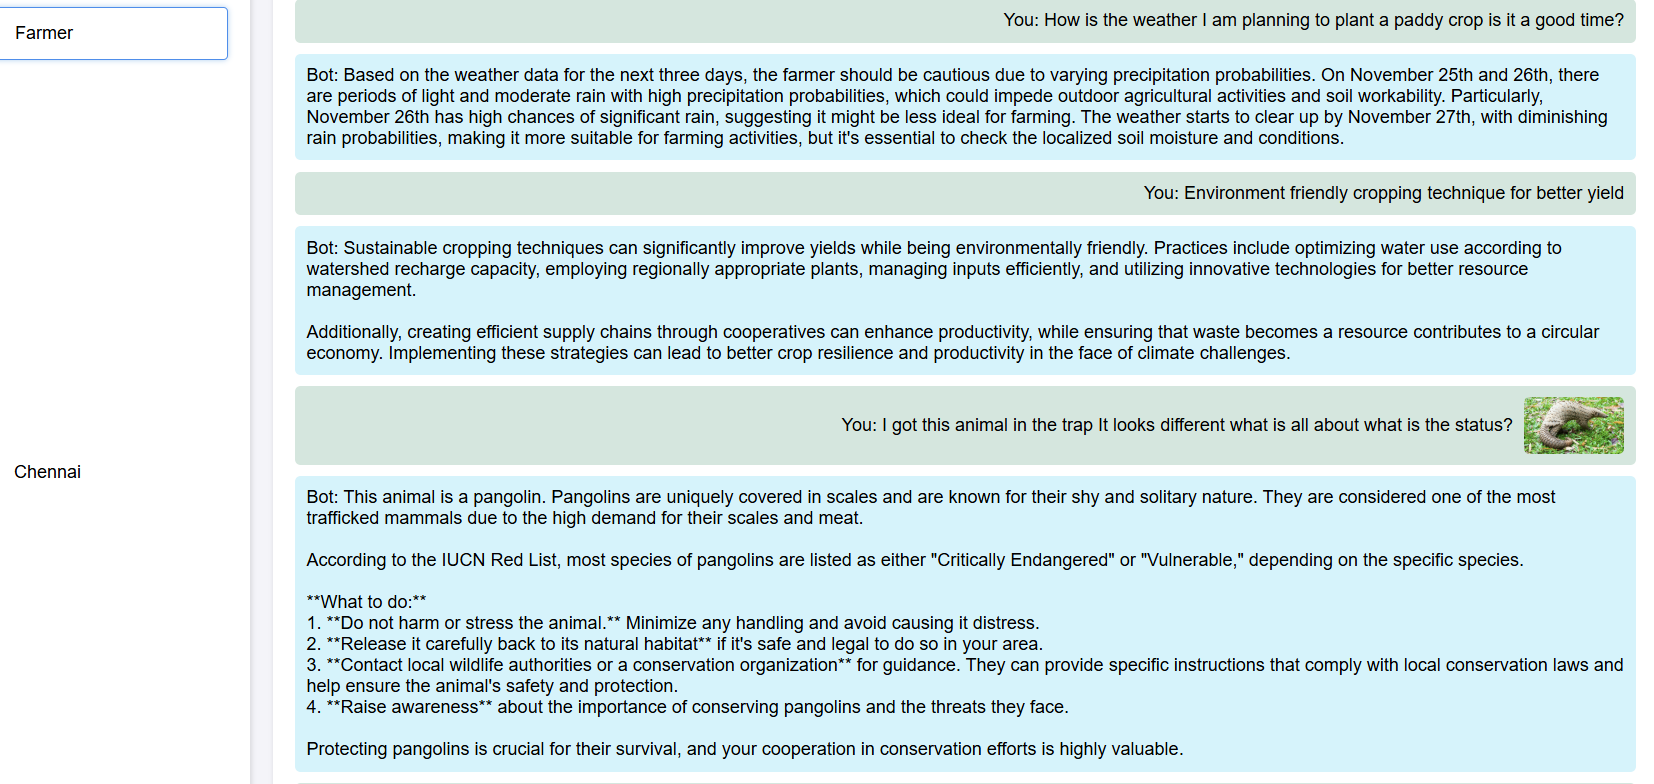 Farmer
You: How is the weather I am planning to plant a paddy crop is it a good time?
Bot: Based on the weather data for the next three days, the farmer should be cautious due to varying precipitation probabilities. On November 25th and 26th, there
are periods of light and moderate rain with high precipitation probabilities, which could impede outdoor agricultural activities and soil workability. Particularly,
November 26th has high chances of significant rain, suggesting it might be less ideal for farming. The weather starts to clear up by November 27th, with diminishing
rain probabilities, making it more suitable for farming activities, but it's essential to check the localized soil moisture and conditions.
You: Environment friendly cropping technique for better yield
Bot: Sustainable cropping techniques can significantly improve yields while being environmentally friendly. Practices include optimizing water use according to
watershed recharge capacity, employing regionally appropriate plants, managing inputs efficiently, and utilizing innovative technologies for better resource
management.
Additionally, creating efficient supply chains through cooperatives can enhance productivity, while ensuring that waste becomes a resource contributes to a circular
economy. Implementing these strategies can lead to better crop resilience and productivity in the face of climate challenges.
You: I got this animal in the trap It looks different what is all about what is the status?
Chennai
Bot: This animal is a pangolin. Pangolins are uniquely covered in scales and are known for their shy and solitary nature. They are considered one of the most
trafficked mammals due to the high demand for their scales and meat.
According to the IUCN Red List, most species of pangolins are listed as either "Critically Endangered" or "Vulnerable," depending on the specific species.
**What to do:**
1. **Do not harm or stress the animal.** Minimize any handling and avoid causing it distress.
2. **Release it carefully back to its natural habitat** if it's safe and legal to do so in your area.
3. **Contact local wildlife authorities or a conservation organization** for guidance. They can provide specific instructions that comply with local conservation laws and
help ensure the animal's safety and protection.
4. **Raise awareness** about the importance of conserving pangolins and the threats they face.
Protecting pangolins is crucial for their survival, and your cooperation in conservation efforts is highly valuable.